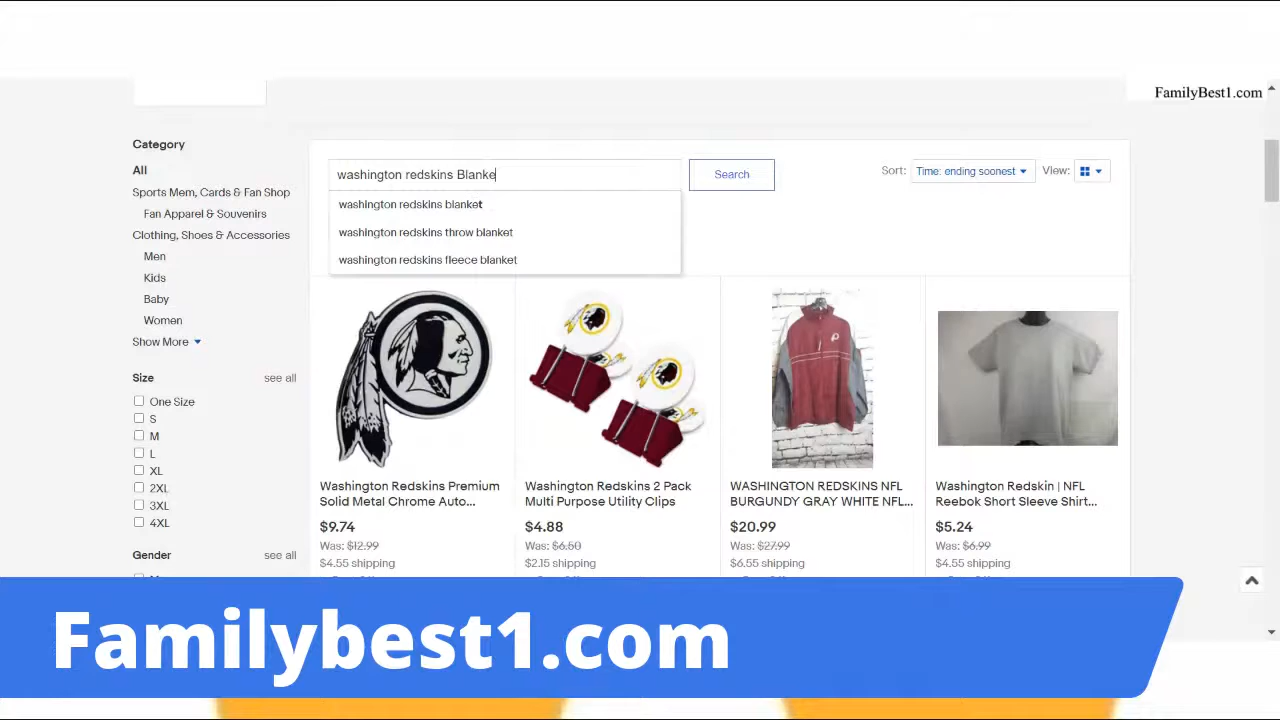 FamilyBest1.com
Category
All
Sports Mem, Cards & Fan Shop
Fan Apparel & Souvenirs
Clothing, Shoes & Accessories
Men
Kids
Baby
Women
Show More
Size see all
One Size
S
M
L
XL
2XL
3XL
4XL
Gender see all
washington redskins Blanke
Search
Sort: Time: ending soonest
View:
washington redskins blanket
washington redskins throw blanket
washington redskins fleece blanket
Washington Redskins Premium
Solid Metal Chrome Auto...
$9.74
Was: $12.99
$4.55 shipping
Washington Redskins 2 Pack
Multi Purpose Utility Clips
$4.88
Was: $6.50
$2.15 shipping
WASHINGTON REDSKINS NFL
BURGUNDY GRAY WHITE NFL...
$20.99
Was: $27.99
$6.55 shipping
Washington Redskin | NFL
Reebok Short Sleeve Shirt...
$5.24
Was: $6.99
$4.55 shipping
Familybest1.com